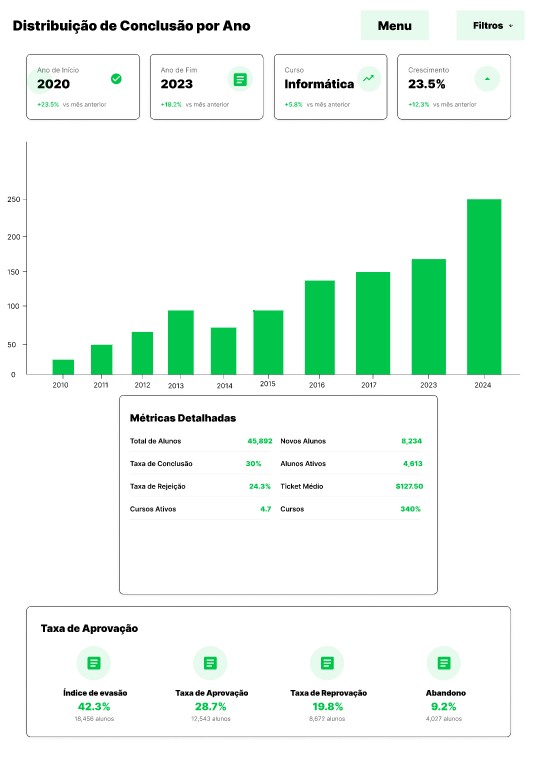 Distribuição de Conclusão por Ano
Menu
Filtros
Ano de Início
2020
+23.5% vs mês anterior
Ano de Fim
2023
+18.2% vs mês anterior
Curso
Informática
+5.8% vs mês anterior
Crescimento
23.5%
+12.3% vs mês anterior
250
200
150
100
50
0
2010 2011 2012 2013 2014 2015 2016 2017 2023 2024
Métricas Detalhadas
Total de Alunos 45,892 Novos Alunos 8,234
Taxa de Conclusão 30% Alunos Ativos 4,613
Taxa de Rejeição 24.3% Ticket Médio $127.50
Cursos Ativos 4.7 Cursos 340%
Taxa de Aprovação
Índice de evasão Taxa de Aprovação Taxa de Reprovação Abandono
42.3% 28.7% 19.8% 9.2%
18,456 alunos 12,543 alunos 8,672 alunos 4,027 alunos